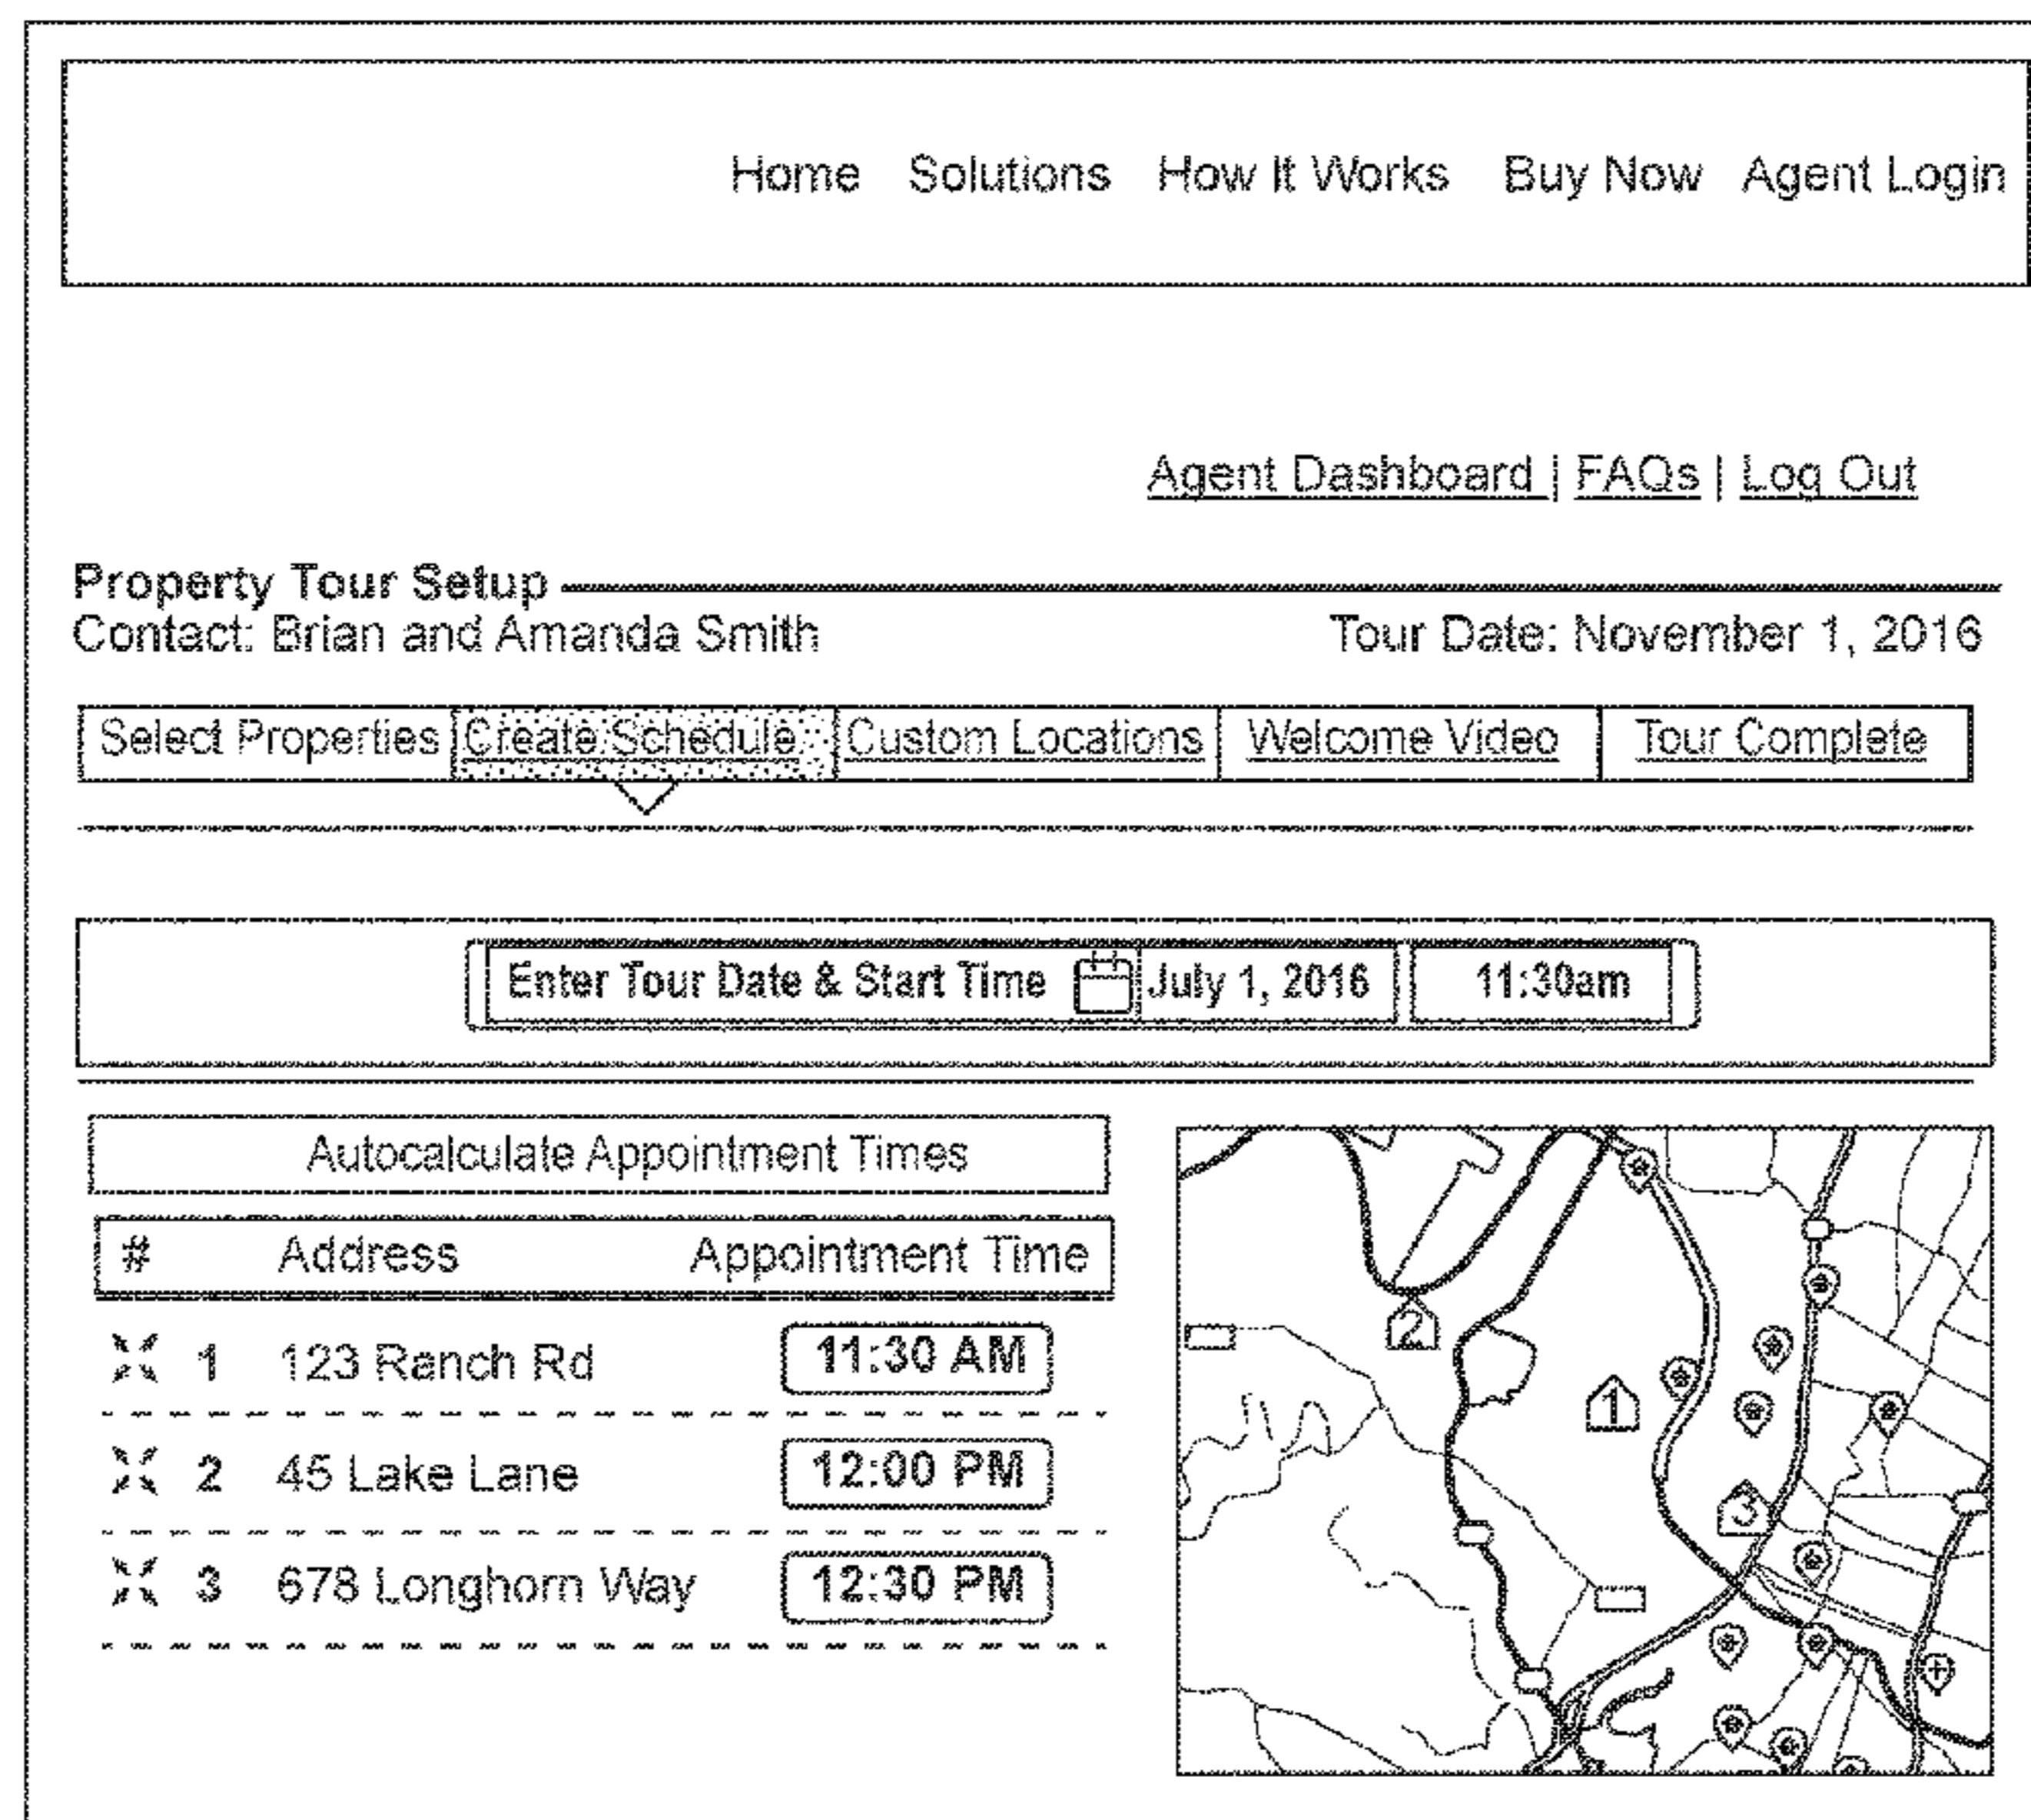 Home Solutions How It Works Buy Now Agent Login
Agent Dashboard | FAQs | Log Out
Property Tour Setup
Contact: Brian and Amanda Smith Tour Date: November 1, 2016
Select Properties Create Schedule Custom Locations Welcome Video Tour Complete
Enter Tour Date & Start Time July 1, 2016 11:30am
Autocalculate Appointment Times
# Address Appointment Time
1 123 Ranch Rd 11:30 AM
2 45 Lake Lane 12:00 PM
3 678 Longhorn Way 12:30 PM
2
1
3